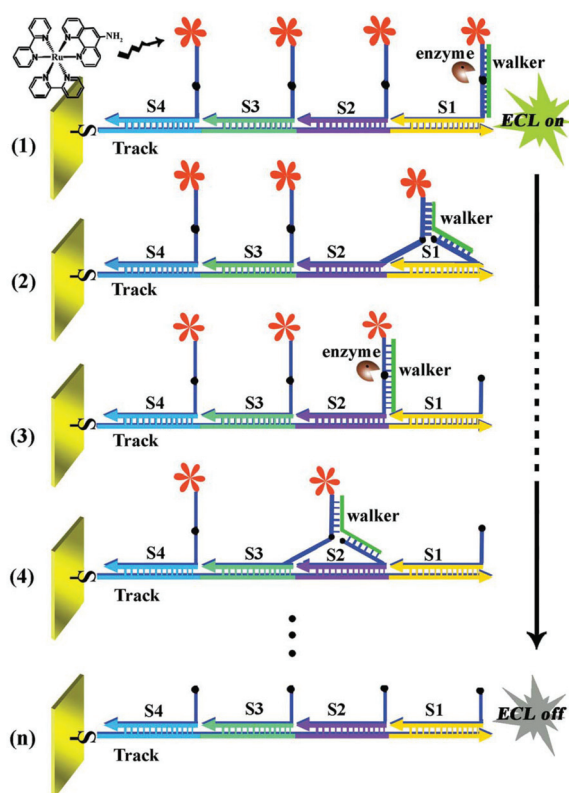 N N N N N N Ru NH2
enzyme
walker
S4 S3 S2 S1
ECL on
S
(1) Track
walker
S4 S3 S2 S1
S
(2) Track
enzyme
walker
S4 S3 S2 S1
S
(3) Track
walker
S4 S3 S2 S1
S
(4) Track
S4 S3 S2 S1
ECL off
S
(n) Track